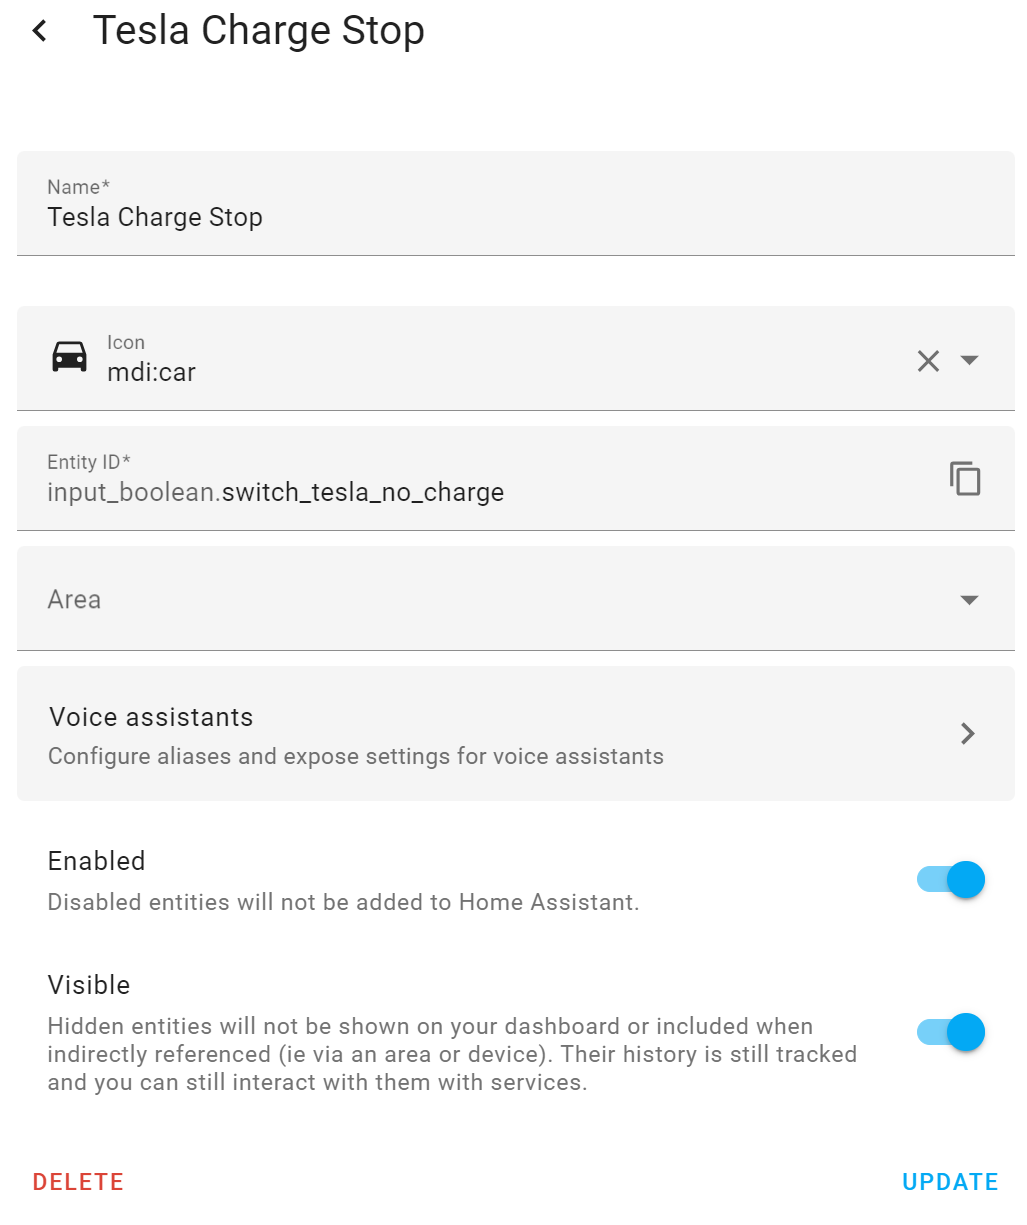 Tesla Charge Stop
Name*
Tesla Charge Stop
Icon
mdi:car
Entity ID*
input_boolean.switch_tesla_no_charge
Area
Voice assistants
Configure aliases and expose settings for voice assistants
Enabled
Disabled entities will not be added to Home Assistant.
Visible
Hidden entities will not be shown on your dashboard or included when
indirectly referenced (ie via an area or device). Their history is still tracked
and you can still interact with them with services.
DELETE
UPDATE